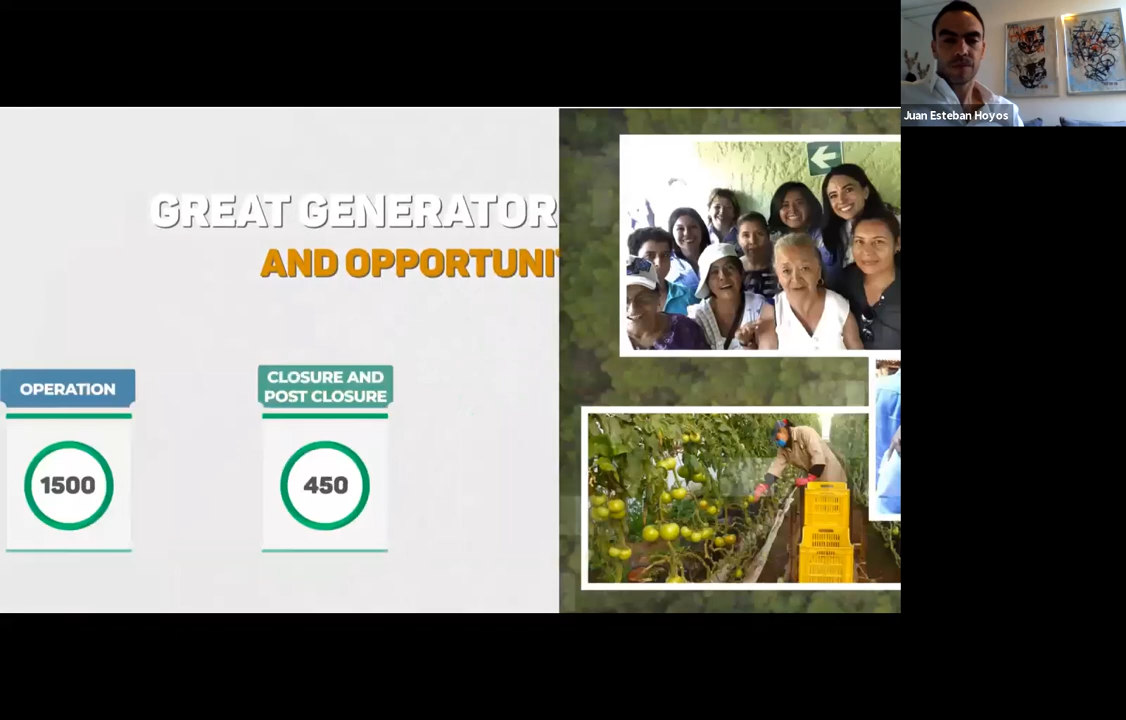 Juan Esteban Hoyos
GREAT GENERATOR
AND OPPORTUNI
OPERATION
CLOSURE AND
POST CLOSURE
1500
450